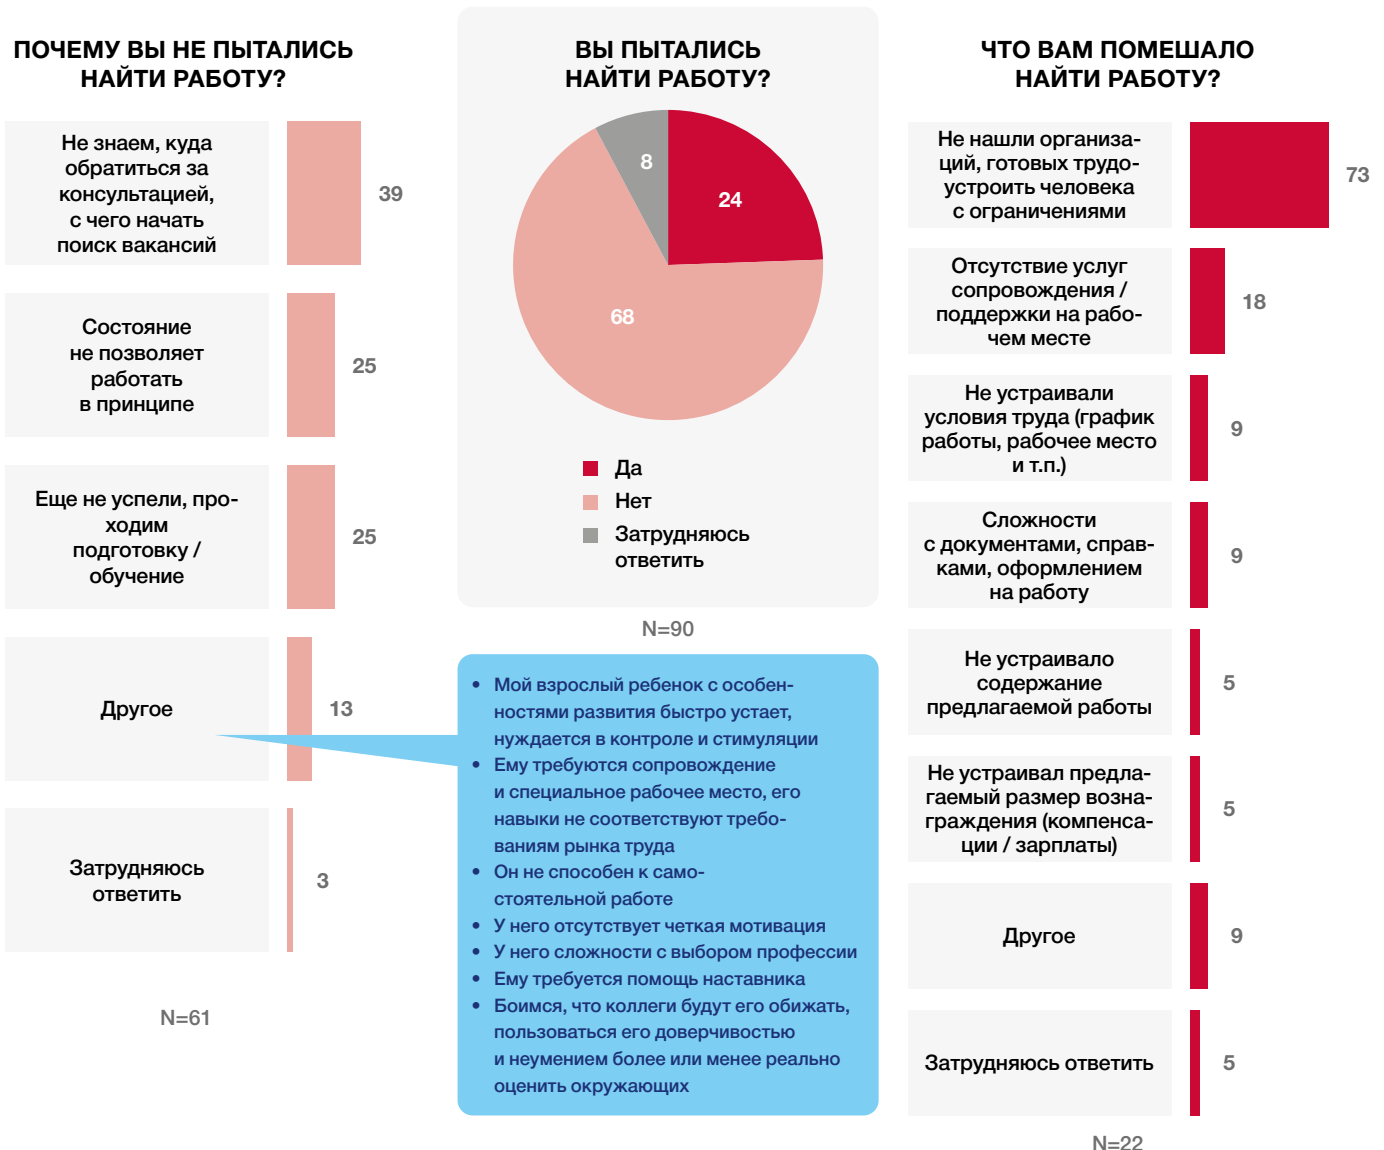 ПОЧЕМУ ВЫ НЕ ПЫТАЛИСЬ
НАЙТИ РАБОТУ?
Не знаем, куда
обратиться за
консультацией,
с чего начать
поиск вакансий
39
Состояние
не позволяет
работать
в принципе
25
Еще не успели, про-
ходим
подготовку /
обучение
25
Другое
13
Затрудняюсь
ответить
3
N=61
ВЫ ПЫТАЛИСЬ
НАЙТИ РАБОТУ?
8
24
68
Да
Нет
Затрудняюсь
ответить
N=90
• Мой взрослый ребенок с особен-
ностями развития быстро устает,
нуждается в контроле и стимуляции
• Ему требуются сопровождение
и специальное рабочее место, его
навыки не соответствуют требо-
ваниям рынка труда
• Он не способен к само-
стоятельной работе
• У него отсутствует четкая мотивация
• У него сложности с выбором профессии
• Ему требуется помощь наставника
• Боимся, что коллеги будут его обижать,
пользоваться его доверчивостью
и неумением более или менее реально
оценить окружающих
ЧТО ВАМ ПОМЕШАЛО
НАЙТИ РАБОТУ?
Не нашли организа-
ций, готовых трудо-
устроить человека
с ограничениями
73
Отсутствие услуг
сопровождения /
поддержки на рабо-
чем месте
18
Не устраивали
условия труда (график
работы, рабочее место
и т.п.)
9
Сложности
с документами, справ-
ками, оформлением
на работу
9
Не устраивало
содержание
предлагаемой работы
5
Не устраивал предла-
гаемый размер возна-
граждения (компенса-
ции / зарплаты)
5
Другое
9
Затрудняюсь ответить
5
N=22